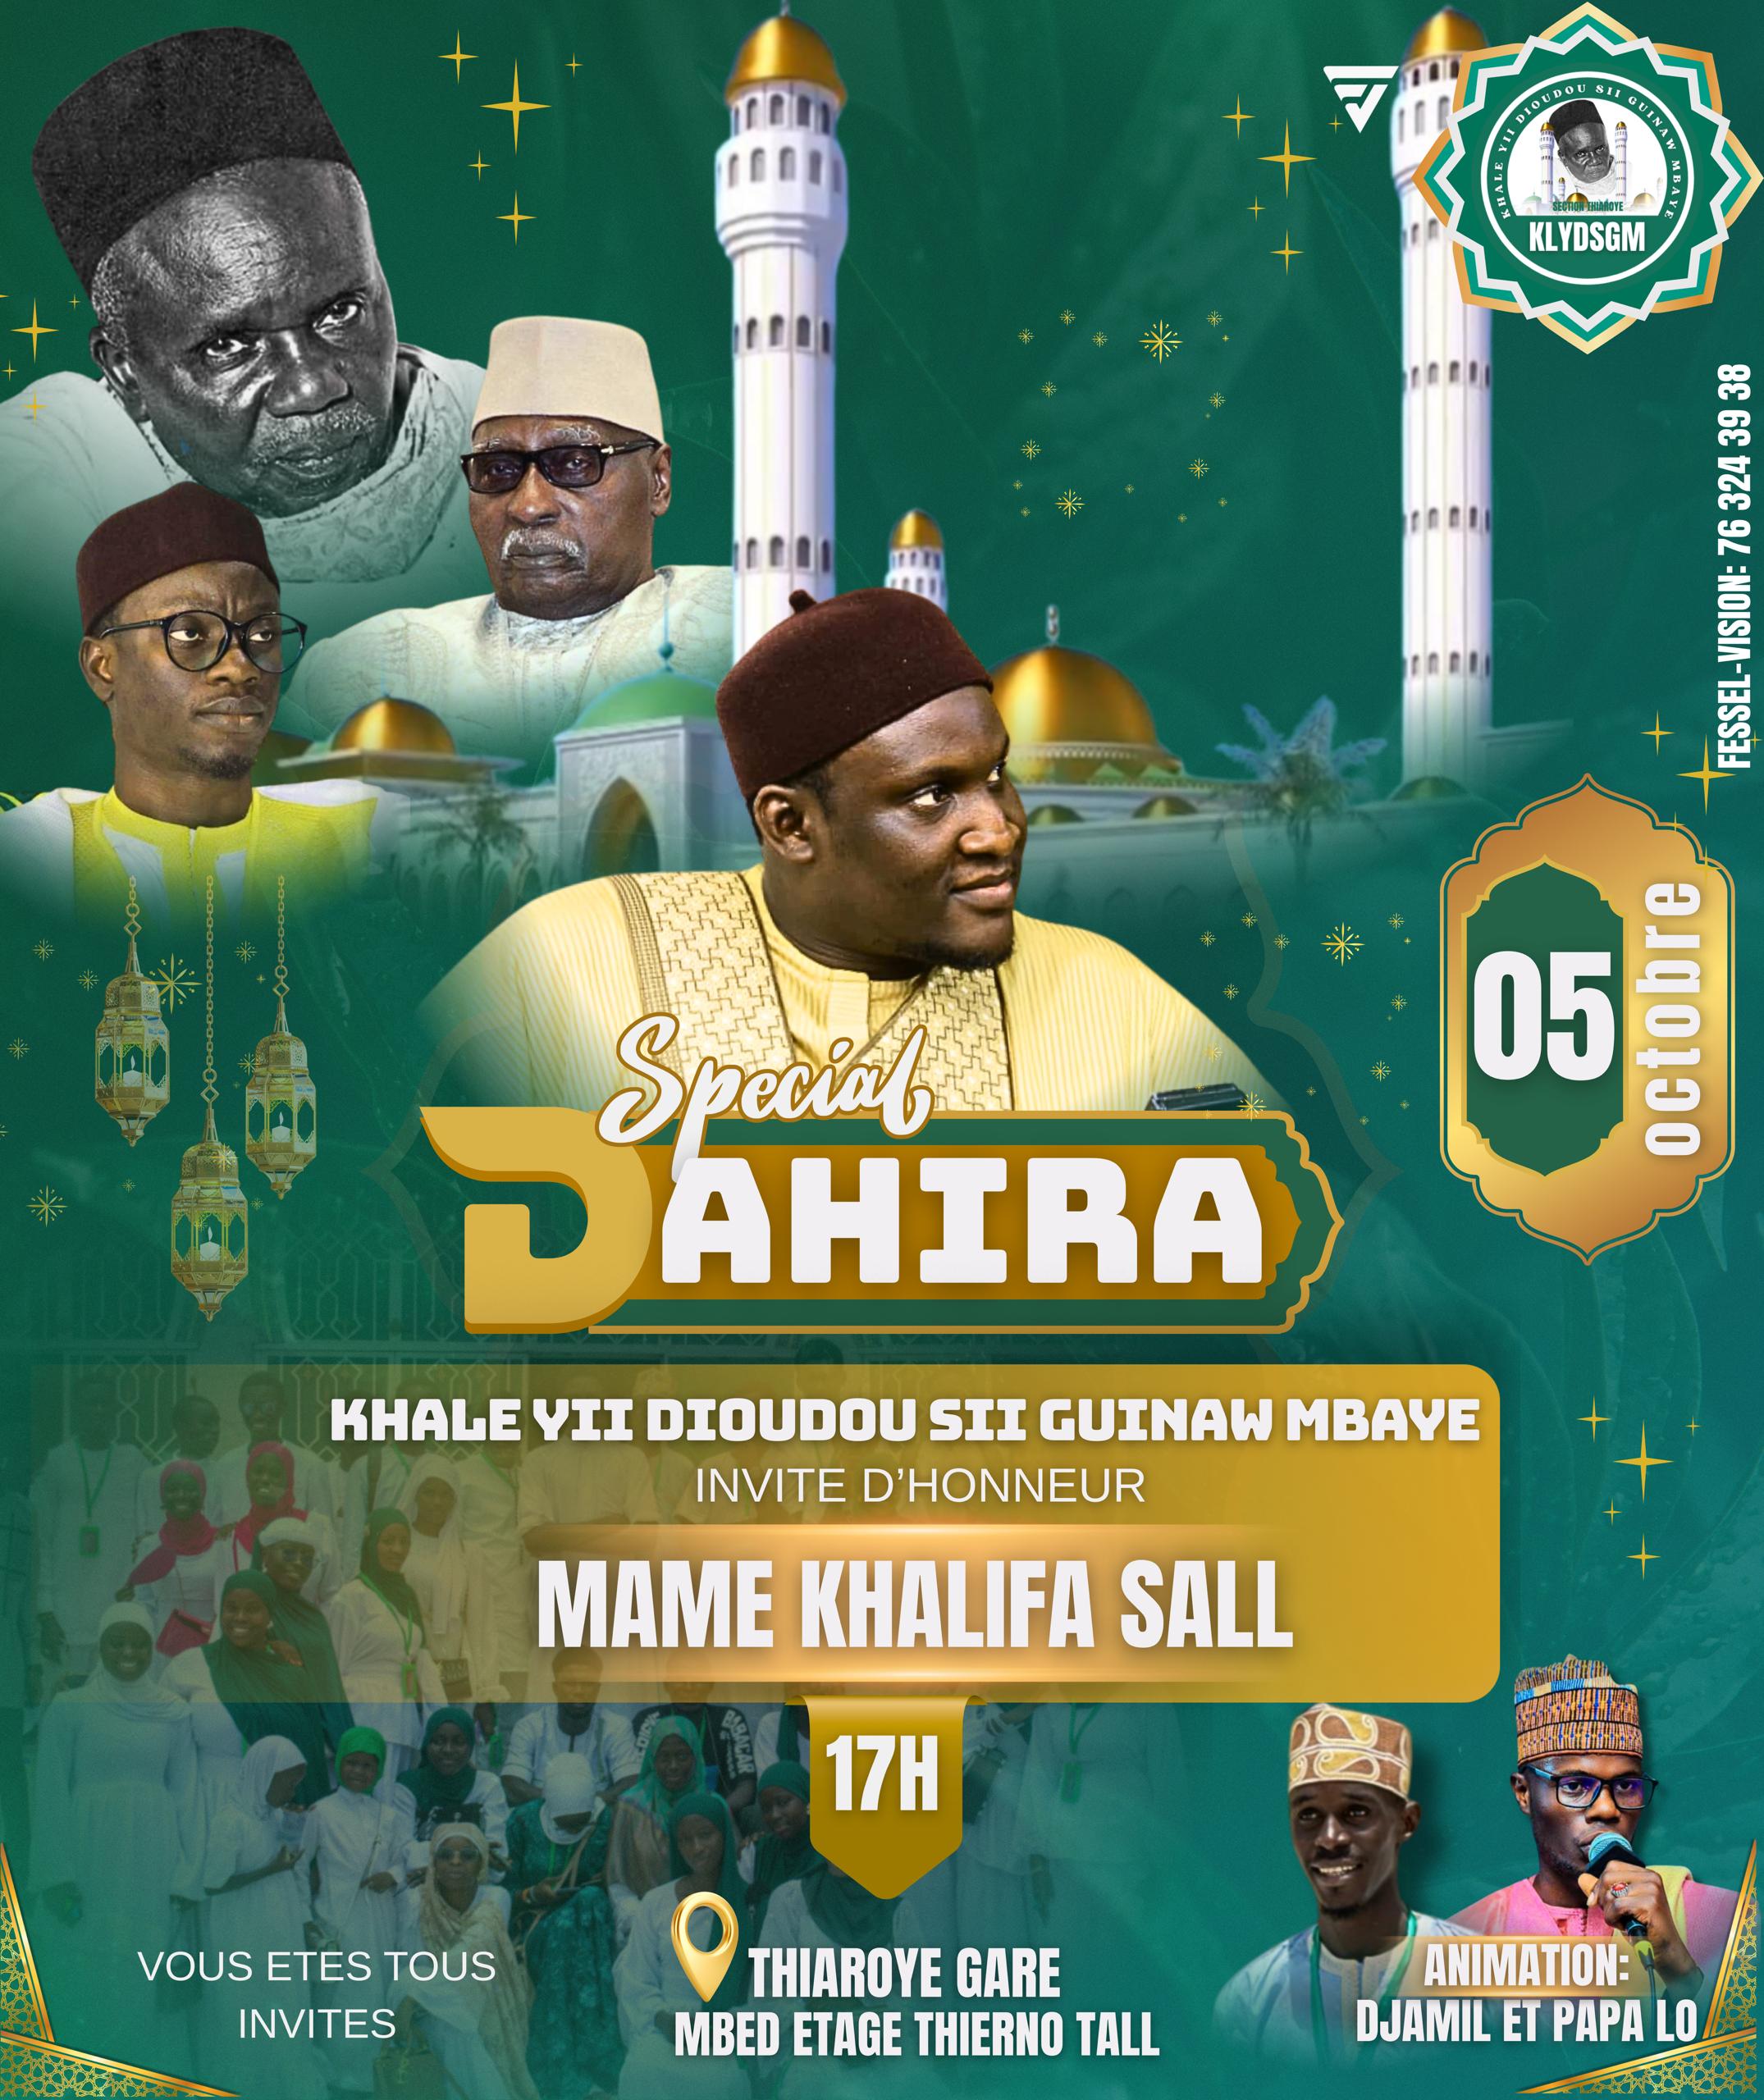 KHALE YII DIOUDOU SII GUINAW MBAYE
SECTION THIAROYE
KLYDSGM
FESSEL-VISION: 76 324 39 38
05
octobre
Special
DAHIRA
KHALE YII DIOUDOU SII GUINAW MBAYE
INVITE D’HONNEUR
MAME KHALIFA SALL
17H
VOUS ETES TOUS
INVITES
THIAROYE GARE
MBED ETAGE THIERNO TALL
ANIMATION:
DJAMIL ET PAPA LO